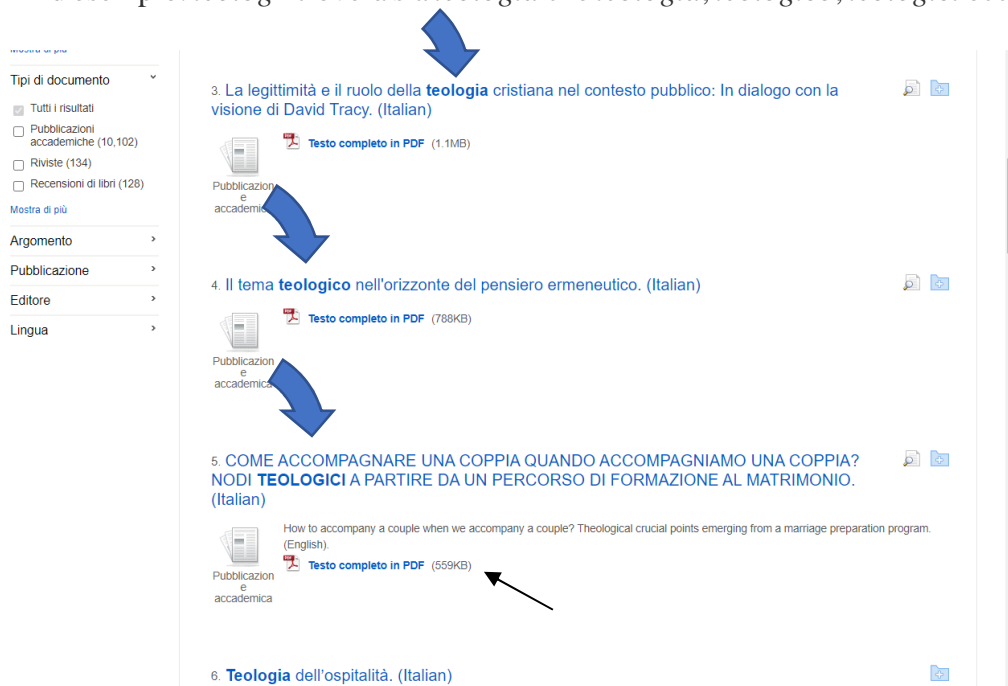 Mostra di più
Tipi di documento
Tutti i risultati
Pubblicazioni
accademiche (10,102)
Riviste (134)
Recensioni di libri (128)
Mostra di più
Argomento
Pubblicazione
Editore
Lingua
3. La legittimità e il ruolo della teologia cristiana nel contesto pubblico: In dialogo con la
visione di David Tracy. (Italian)
Testo completo in PDF (1.1MB)
Pubblicazion
e
accademica
4. Il tema teologico nell'orizzonte del pensiero ermeneutico. (Italian)
Testo completo in PDF (788KB)
Pubblicazion
e
accademica
5. COME ACCOMPAGNARE UNA COPPIA QUANDO ACCOMPAGNIAMO UNA COPPIA?
NODI TEOLOGICI A PARTIRE DA UN PERCORSO DI FORMAZIONE AL MATRIMONIO.
(Italian)
How to accompany a couple when we accompany a couple? Theological crucial points emerging from a marriage preparation program.
(English).
Testo completo in PDF (559KB)
Pubblicazion
e
accademica
6. Teologia dell'ospitalità. (Italian)